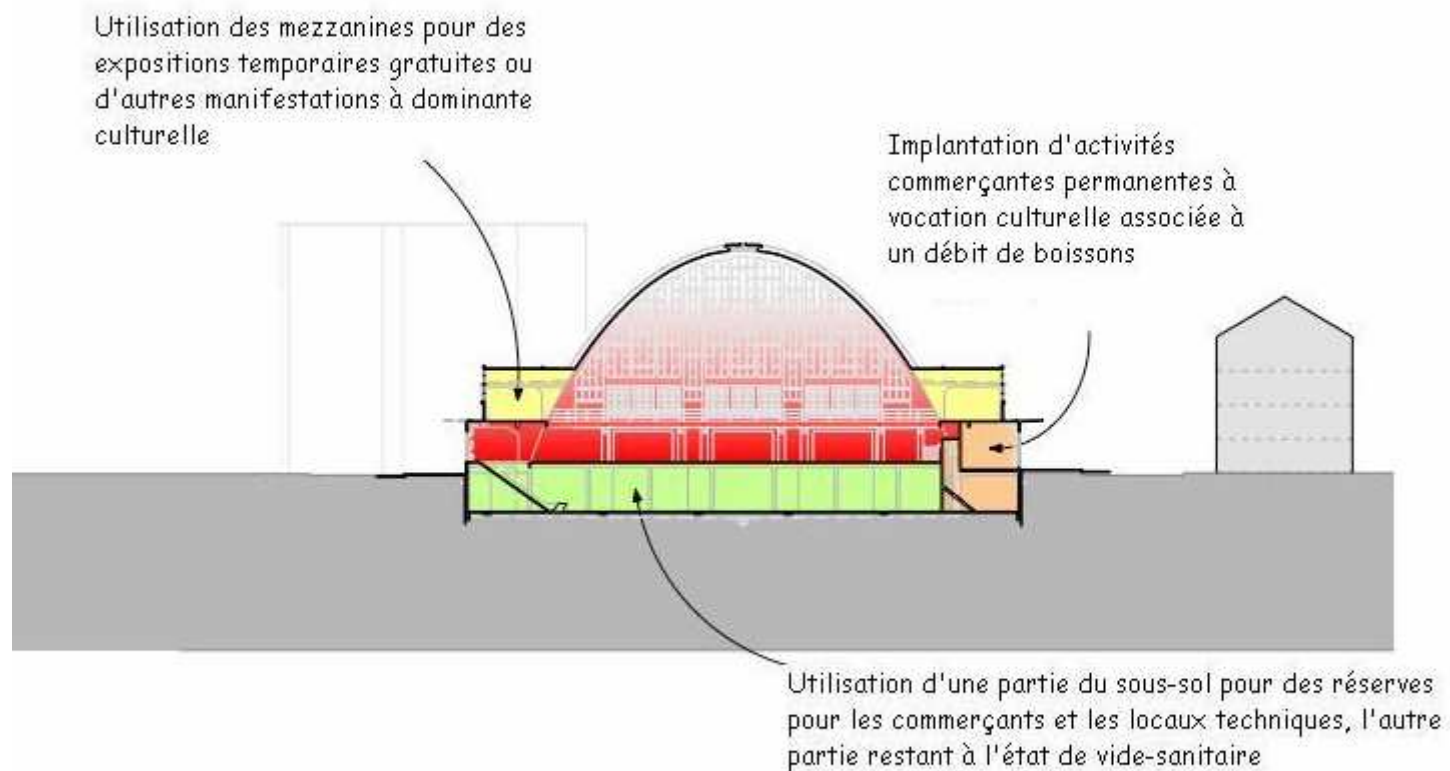 Utilisation des mezzanines pour des
expositions temporaires gratuites ou
d'autres manifestations à dominante
culturelle
Implantation d'activités
commerçantes permanentes à
vocation culturelle associée à
un débit de boissons
Utilisation d'une partie du sous-sol pour des réserves
pour les commerçants et les locaux techniques, l'autre
partie restant à l'état de vide-sanitaire